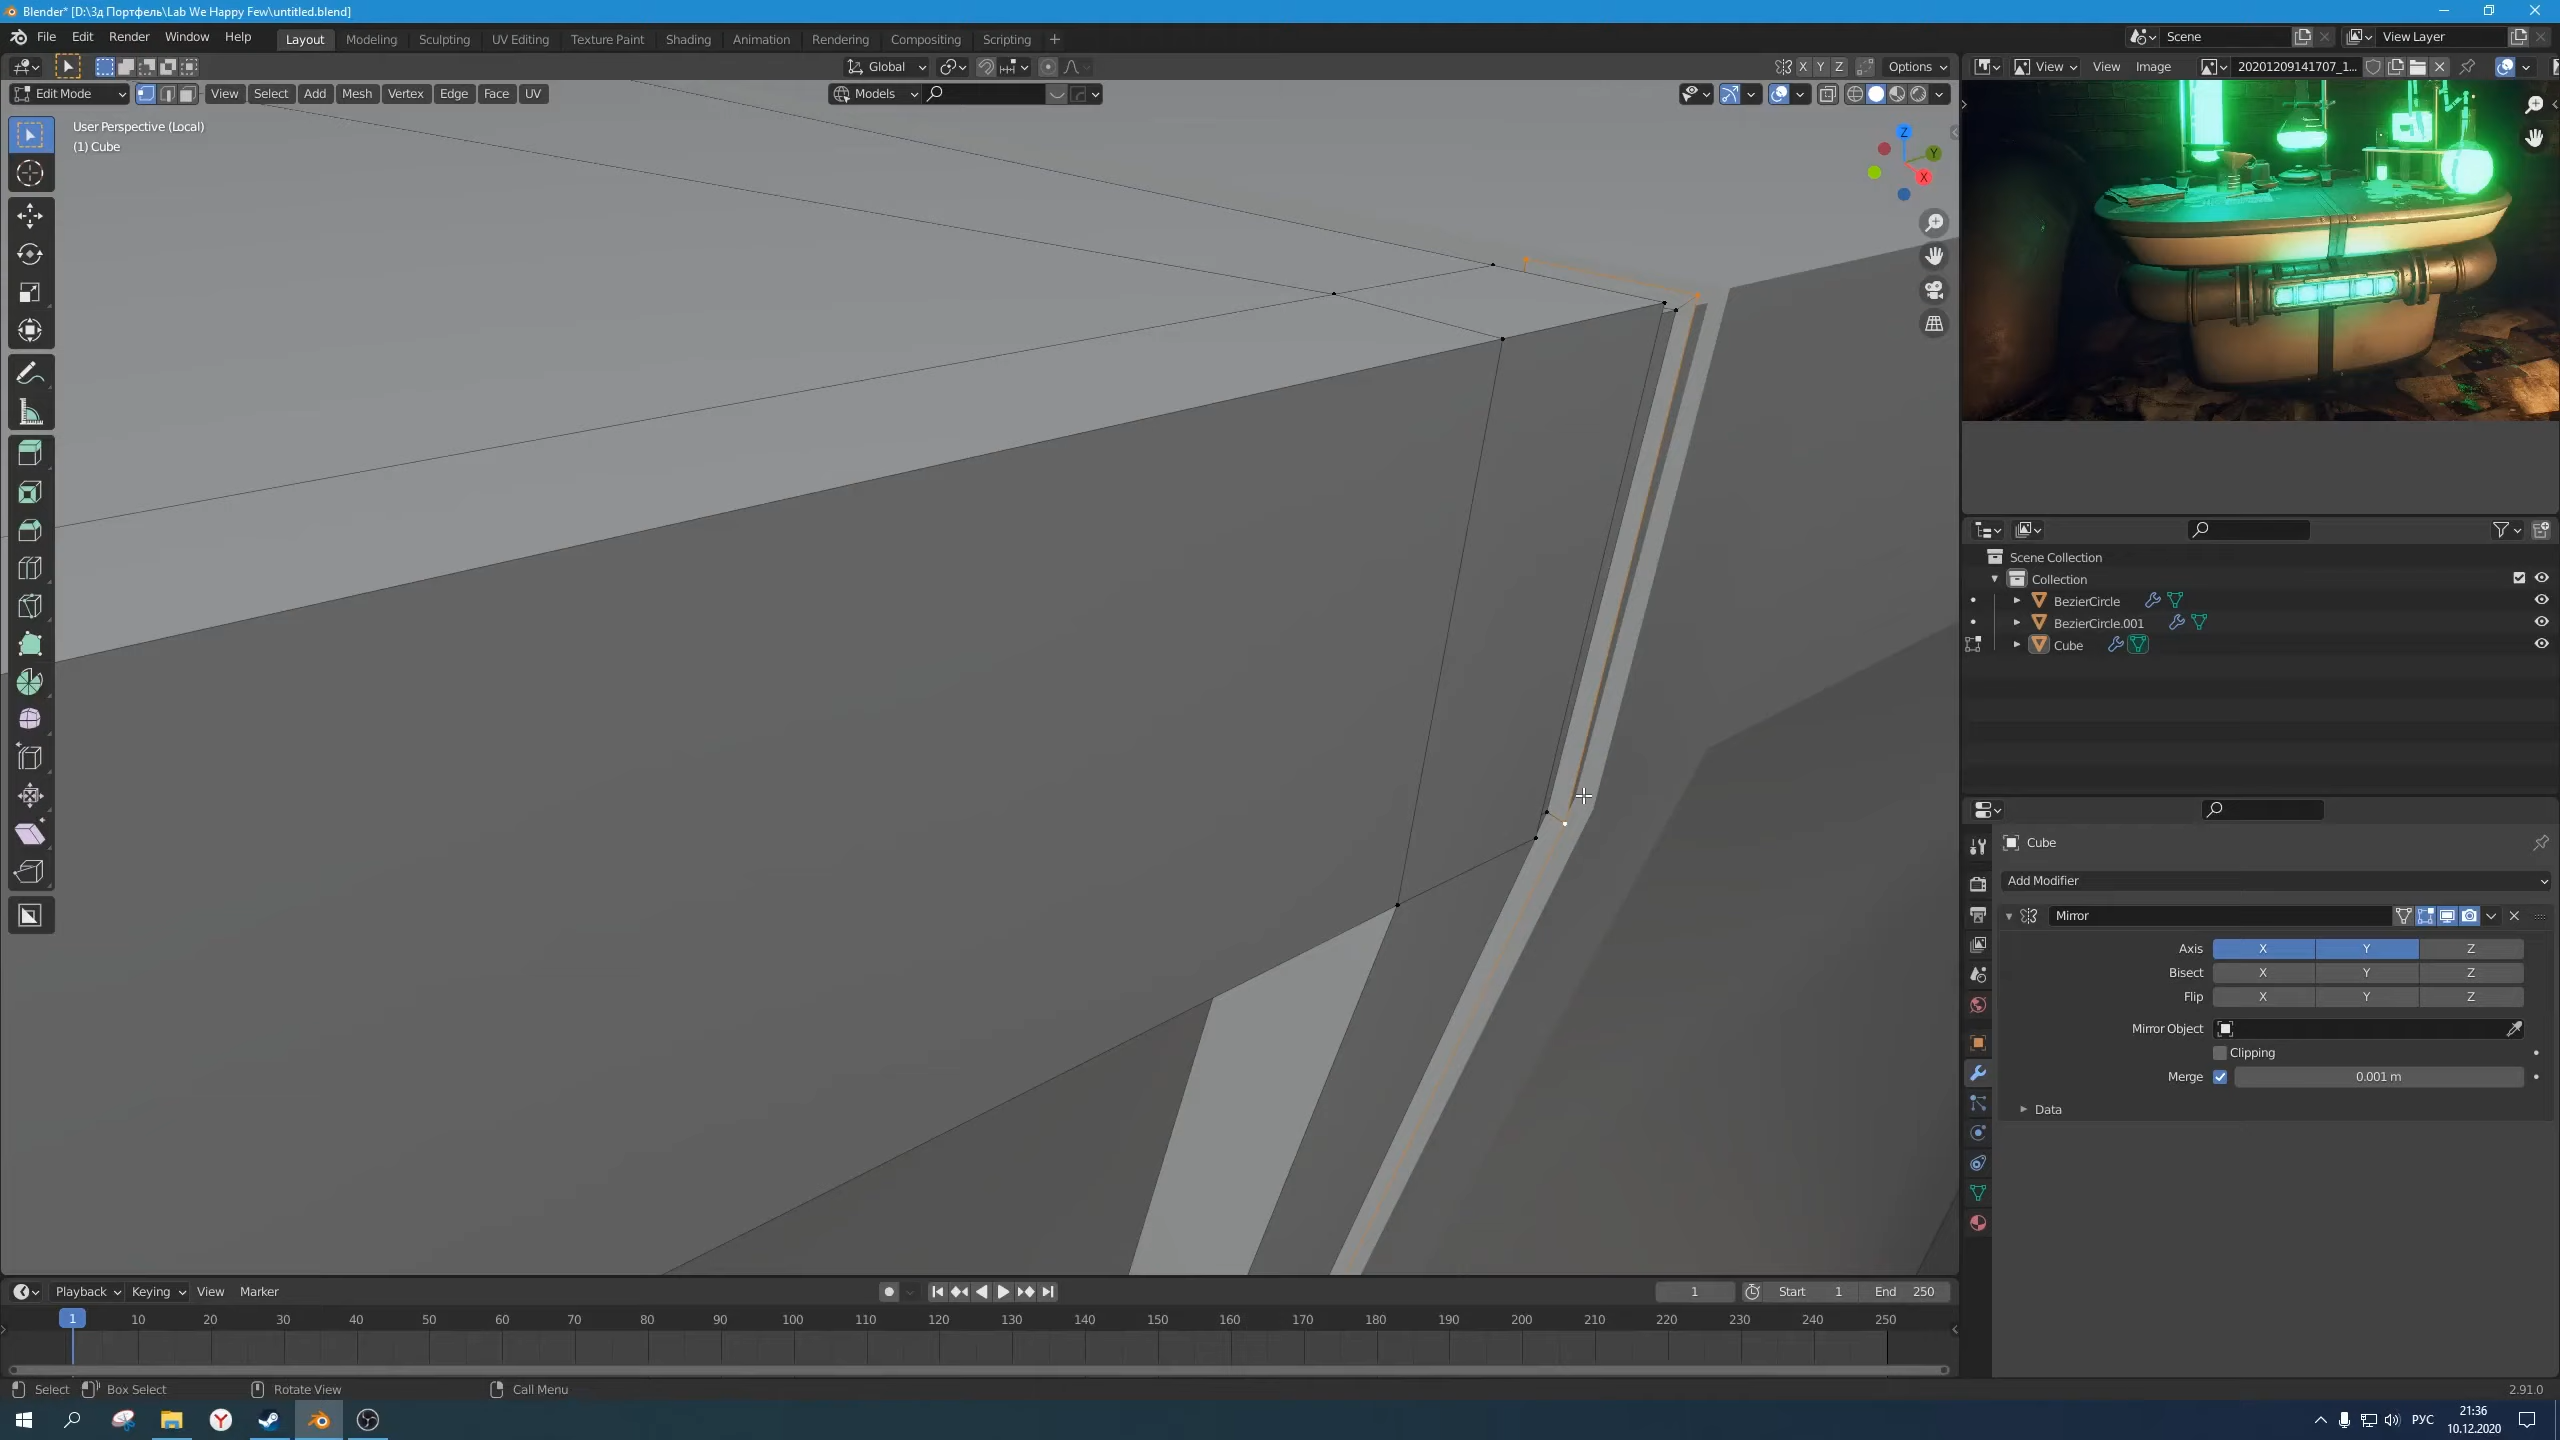 Blender* [D:\3д Портфель\Lab We Happy Few\untitled.blend]
File Edit Render Window Help Layout Modeling Sculpting UV Editing Texture Paint Shading Animation Rendering Compositing Scripting + Scene View Layer
Global X Y Z Options View View Image 20201209141707_1...
Edit Mode View Select Add Mesh Vertex Edge Face UV Models
User Perspective (Local)
(1) Cube
Z
Y
X
Scene Collection
Collection
BezierCircle
BezierCircle.001
Cube
Cube
Add Modifier
Mirror
Axis X Y Z
Bisect X Y Z
Flip X Y Z
Mirror Object
Clipping
Merge 0.001 m
Data
Playback Keying View Marker 1 Start 1 End 250
1 10 20 30 40 50 60 70 80 90 100 110 120 130 140 150 160 170 180 190 200 210 220 230 240 250
Select Box Select Rotate View Call Menu 2.91.0
РУС 21:36
10.12.2020